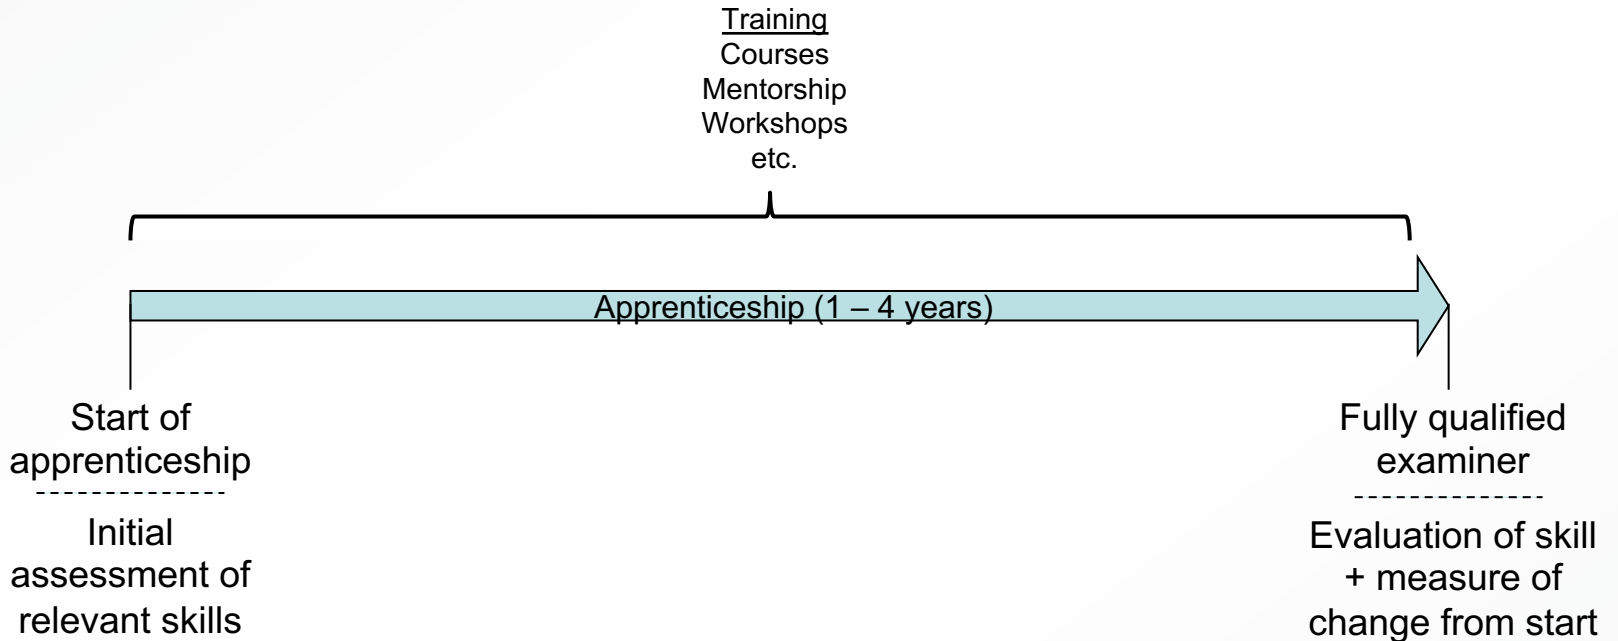 Training
Courses
Mentorship
Workshops
etc.
Apprenticeship (1 – 4 years)
Start of
apprenticeship
--------------
Initial
assessment of
relevant skills
Fully qualified
examiner
--------------
Evaluation of skill
+ measure of
change from start